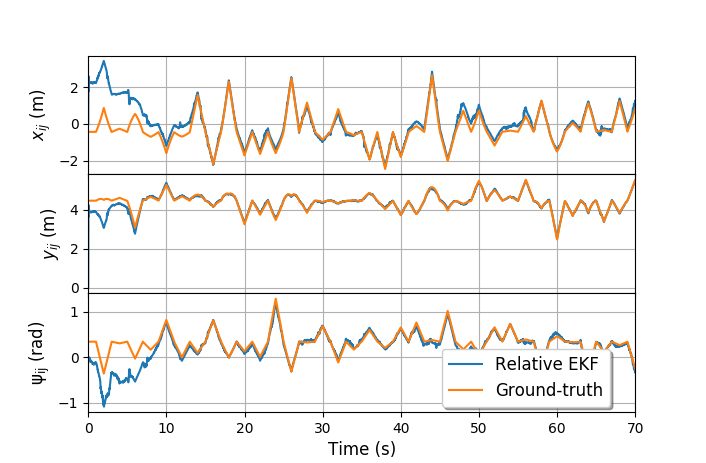 x_ij (m)
2
0
−2
y_ij (m)
4
2
0
ψ_ij (rad)
1
0
−1
Relative EKF
Ground-truth
0 10 20 30 40 50 60 70
Time (s)